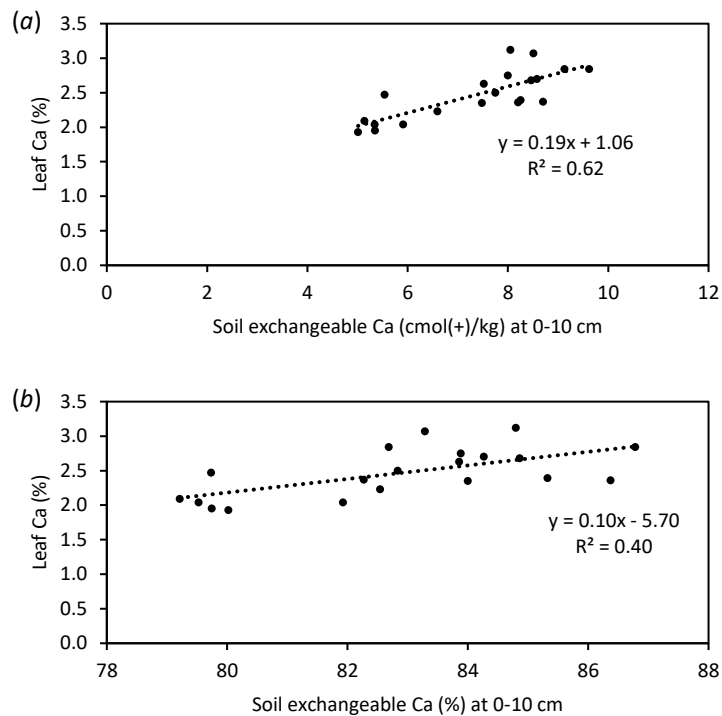 (a)
3.5
3.0
2.5
2.0
1.5
1.0
0.5
0.0
Leaf Ca (%)
y = 0.19x + 1.06
R² = 0.62
0 2 4 6 8 10 12
Soil exchangeable Ca (cmol(+)/kg) at 0-10 cm
(b)
3.5
3.0
2.5
2.0
1.5
1.0
0.5
0.0
Leaf Ca (%)
y = 0.10x - 5.70
R² = 0.40
78 80 82 84 86 88
Soil exchangeable Ca (%) at 0-10 cm